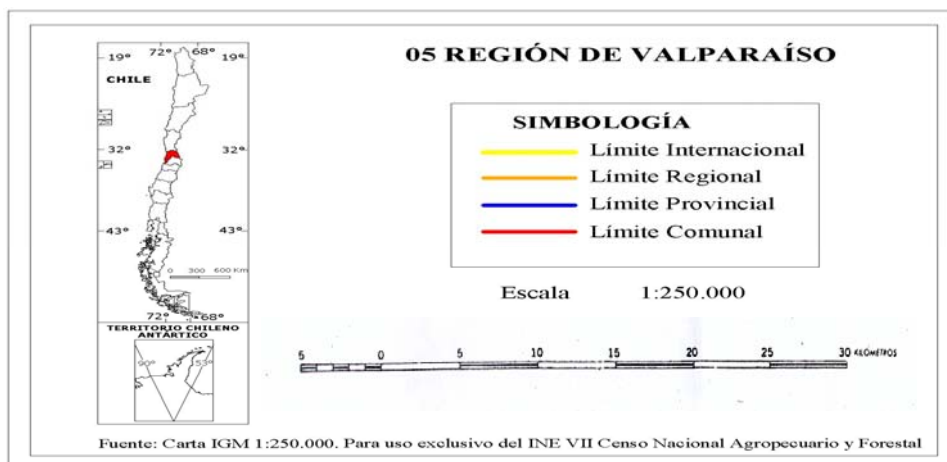 05 REGIÓN DE VALPARAÍSO
72° 68°
19° 19°
CHILE
32° 32°
43° 43°
0 300 600 Km
72° 68°
TERRITORIO CHILENO
ANTÁRTICO
90° 53°
SIMBOLOGÍA
Límite Internacional
Límite Regional
Límite Provincial
Límite Comunal
Escala 1:250.000
5 0 5 10 15 20 25 30 KILÓMETROS
Fuente: Carta IGM 1:250.000. Para uso exclusivo del INE VII Censo Nacional Agropecuario y Forestal